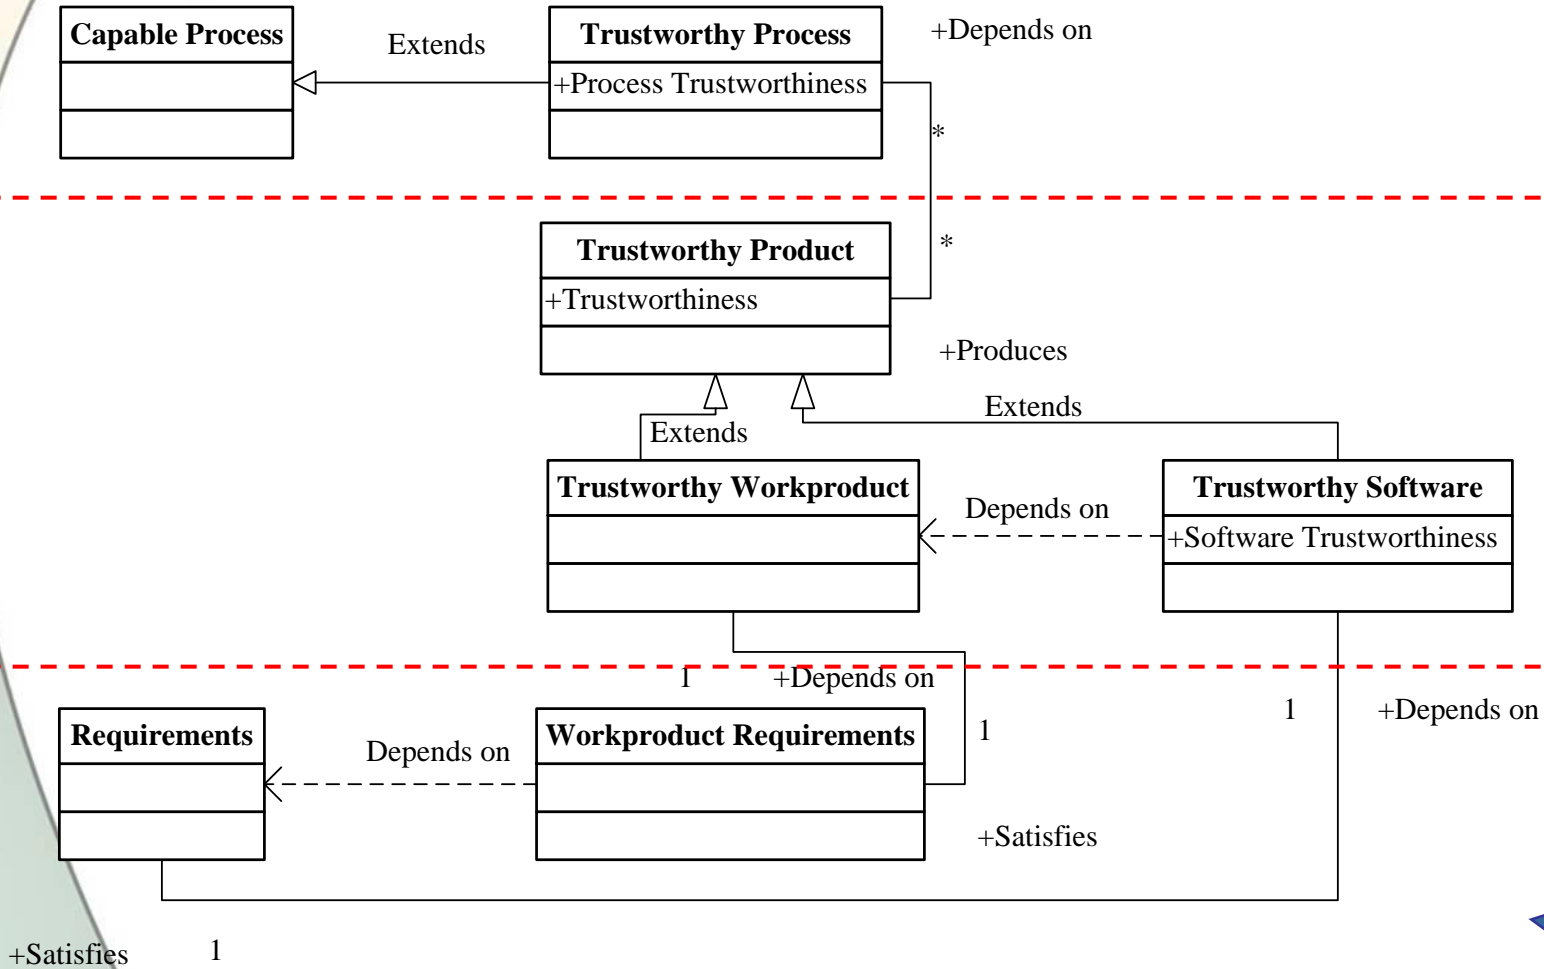 Capable Process
Extends
Trustworthy Process
+Depends on
+Process Trustworthiness
*
*
Trustworthy Product
+Trustworthiness
+Produces
Extends
Extends
Trustworthy Workproduct
Depends on
Trustworthy Software
+Software Trustworthiness
1
+Depends on
1
+Depends on
Requirements
Depends on
Workproduct Requirements
1
+Satisfies
+Satisfies
1